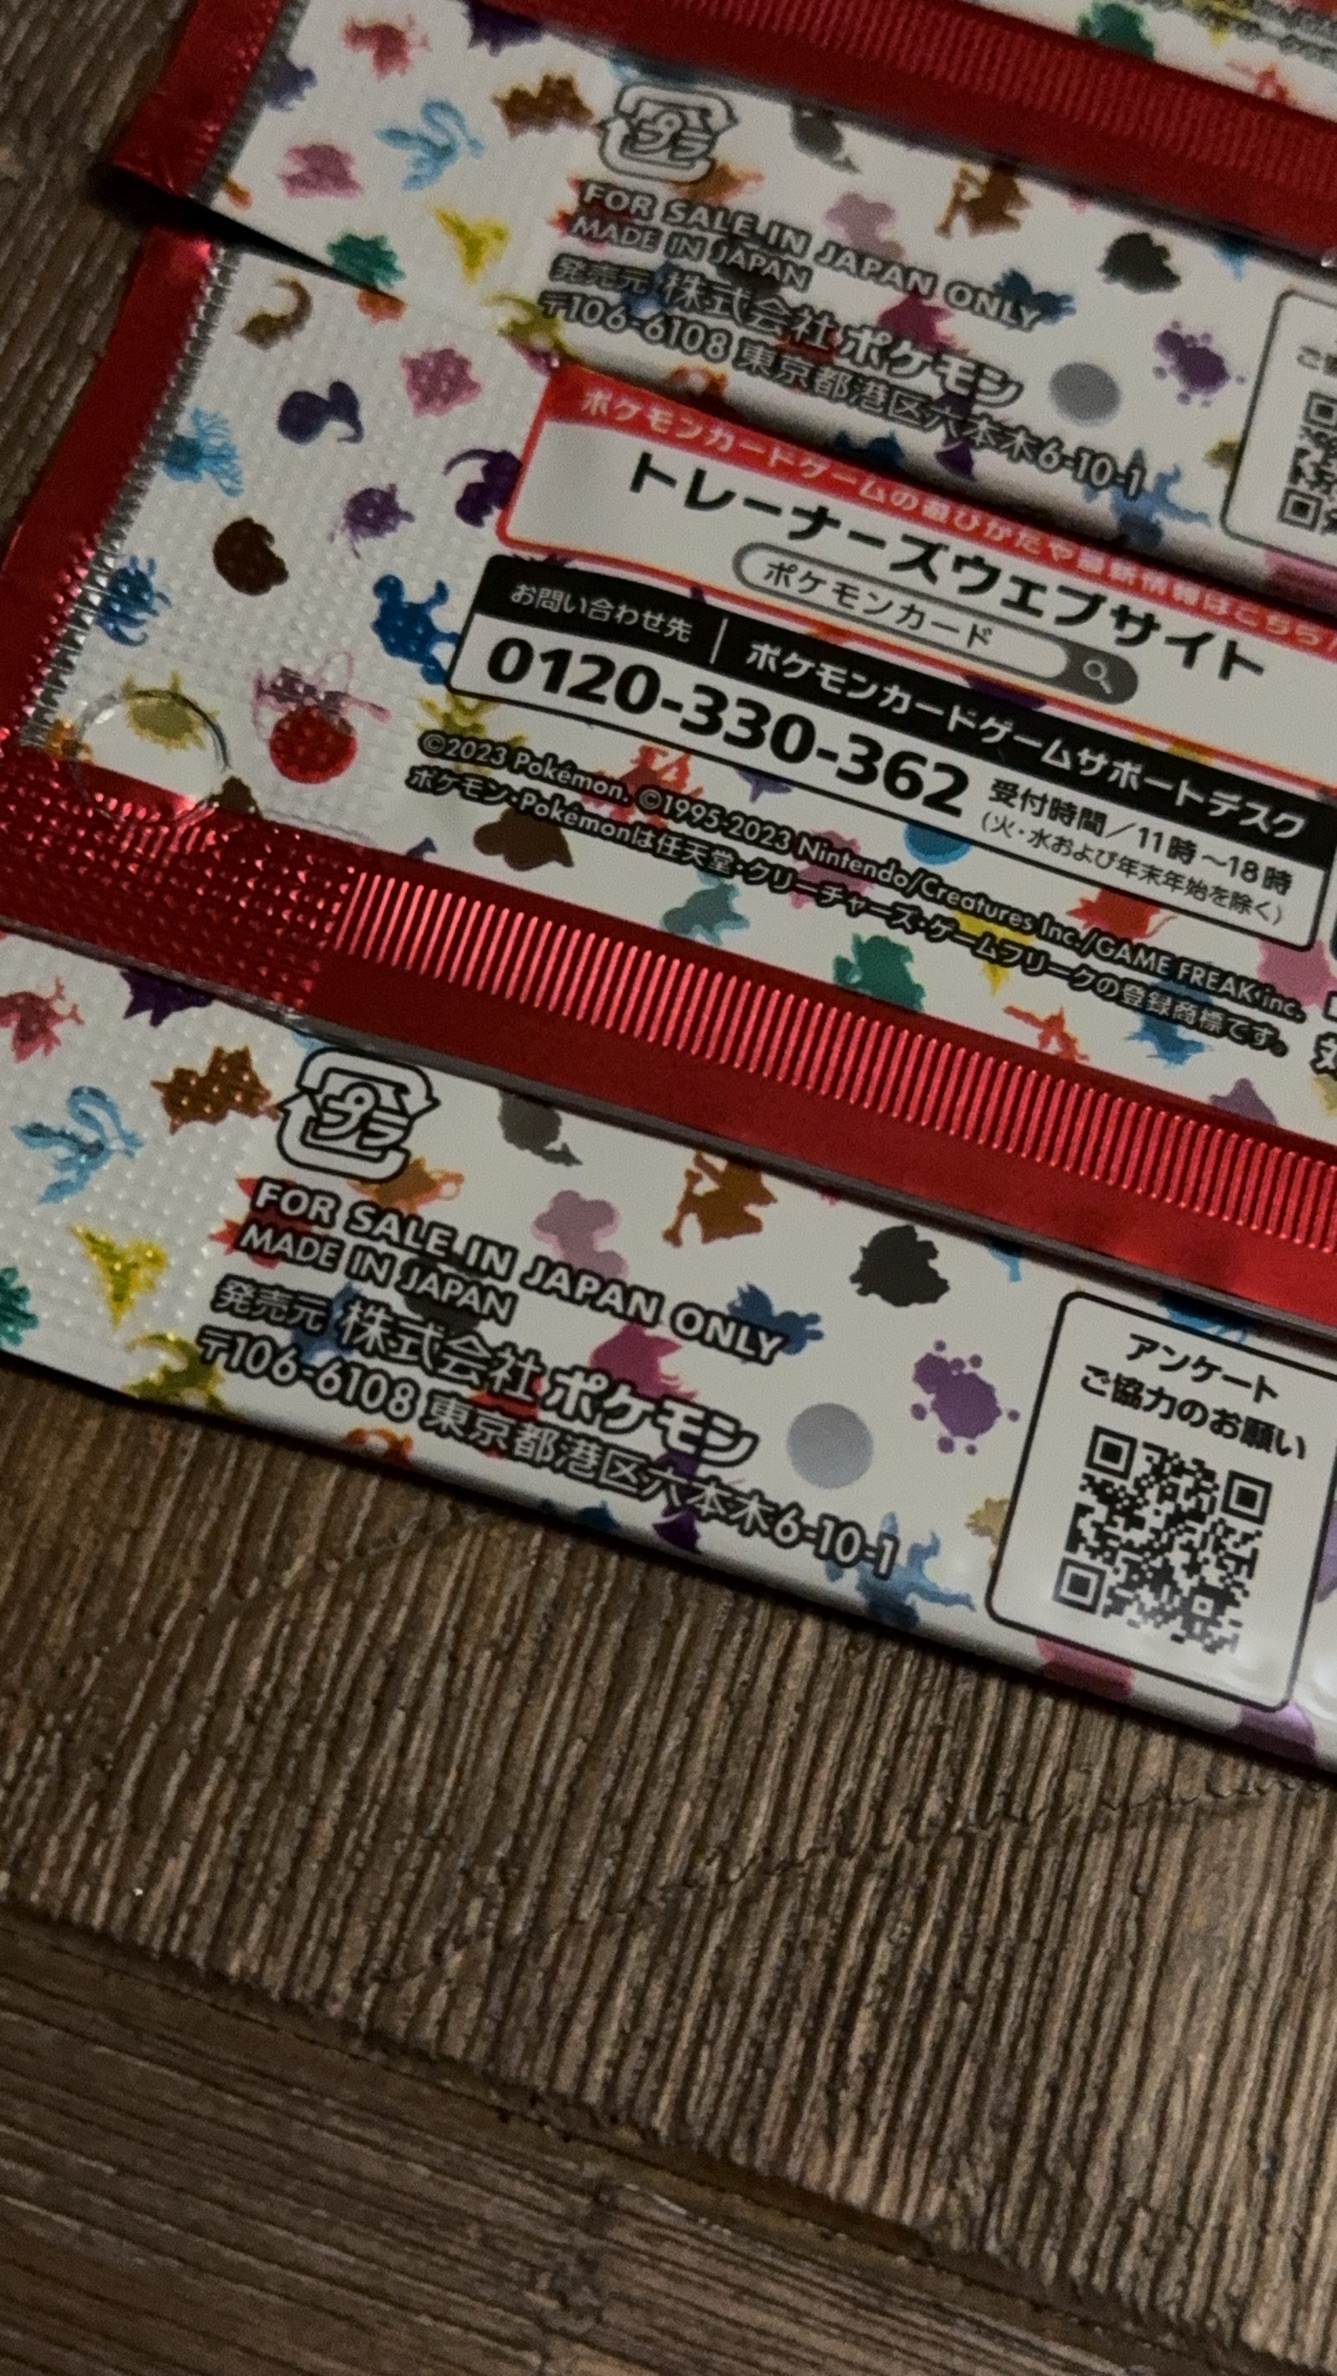 プラ
FOR SALE IN JAPAN ONLY
MADE IN JAPAN
発売元 株式会社 ポケモン
〒106-6108 東京都港区六本木6-10-1
ポケモンカードゲームの遊びかたや最新情報はこちら!
トレーナーズウェブサイト
ポケモンカード
お問い合わせ先 | ポケモンカードゲームサポートデスク
0120-330-362 受付時間/11時~18時
(火・水および年末年始を除く)
©2023 Pokémon. ©1995-2023 Nintendo/Creatures Inc./GAME FREAK inc.
ポケモン・Pokémonは任天堂・クリーチャーズ・ゲームフリークの登録商標です。
プラ
FOR SALE IN JAPAN ONLY
MADE IN JAPAN
発売元 株式会社 ポケモン
〒106-6108 東京都港区六本木6-10-1
アンケート
ご協力のお願い